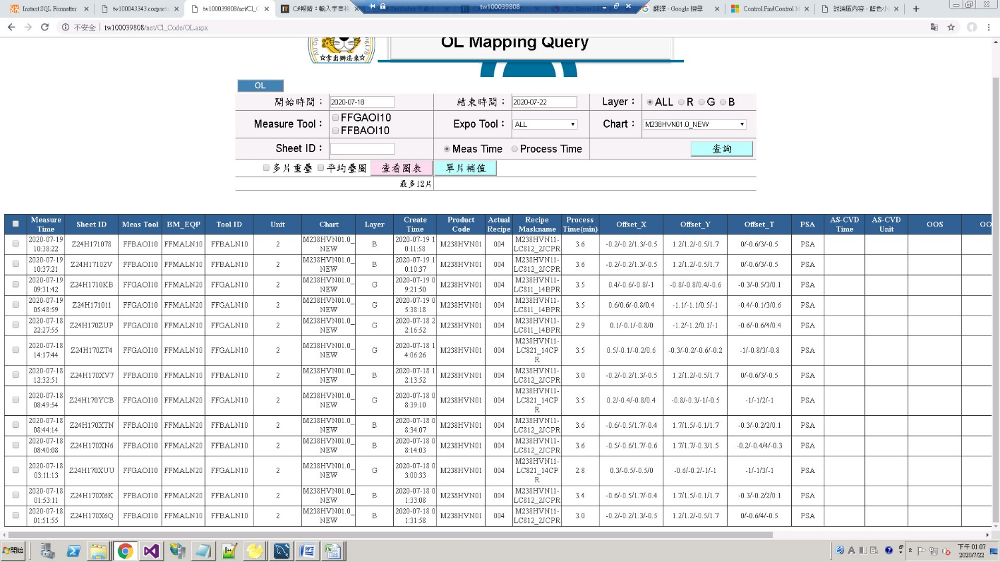 Instant SQL Formatter
tw100043343.corpnet.
tw100039808/net/CI_C
C#報錯：輸入字串格
tw100039808
翻譯 - Google 搜尋
Control.FindControl M
討論區內容 - 藍色小
不安全 | tw100039808/net/CI_Code/OL.aspx
☆拿出辦法來☆
OL Mapping Query
OL
開始時間： 2020-07-18 結束時間： 2020-07-22 Layer： ALL R G B
Measure Tool： FFGAOI10 FFBAOI10 Expo Tool： ALL Chart： M238HVN01.0_NEW
Sheet ID： Meas Time Process Time 查詢
多片重疊 平均疊圖 查看圖表 單片補值
最多12片
Measure Time Sheet ID Meas Tool BM_EQP Tool ID Unit Chart Layer Create Time Product Code Actual Recipe Recipe Maskname Process Time(min) Offset_X Offset_Y Offset_T PSA AS-CVD Time AS-CVD Unit OOS OO
2020-07-19 10:38:22 Z24H171078 FFBAOI10 FFMALN10 FFBALN10 2 M238HVN01.0_NEW B 2020-07-19 10:11:58 M238HVN01 004 M238HVN11-LC812_2JCPR 3.6 -0.2/-0.2/1.3/-0.5 1.2/1.2/-0.5/1.7 0/-0.6/3/-0.5 PSA
2020-07-19 10:37:21 Z24H17102V FFBAOI10 FFMALN10 FFBALN10 2 M238HVN01.0_NEW B 2020-07-19 10:10:37 M238HVN01 004 M238HVN11-LC812_2JCPR 3.6 -0.2/-0.2/1.3/-0.5 1.2/1.2/-0.5/1.7 0/-0.6/3/-0.5 PSA
2020-07-19 09:31:42 Z24H1710KB FFGAOI10 FFMALN20 FFGALN10 2 M238HVN01.0_NEW G 2020-07-19 09:21:50 M238HVN01 004 M238HVN11-LC811_14BPR 3.5 0.4/-0.6/-0.8/-1 -0.8/-0.8/0.4/-0.6 -0.3/-0.5/3/0.1 PSA
2020-07-19 05:48:59 Z24H171011 FFGAOI10 FFMALN20 FFGALN10 2 M238HVN01.0_NEW G 2020-07-19 05:38:18 M238HVN01 004 M238HVN11-LC811_14BPR 3.5 0.6/0.6/-0.8/0.4 -1.1/-1.1/0.5/-1 -0.4/-0.1/3/0.6 PSA
2020-07-18 22:27:55 Z24H170ZUP FFGAOI10 FFMALN10 FFGALN10 2 M238HVN01.0_NEW G 2020-07-18 22:16:52 M238HVN01 004 M238HVN11-LC811_14BPR 2.9 0.1/-0.1/-0.8/0 -1.2/-1.2/0.1/-1 -0.6/-0.6/4/0.4 PSA
2020-07-18 14:17:44 Z24H170ZT4 FFGAOI10 FFMALN10 FFGALN10 2 M238HVN01.0_NEW G 2020-07-18 14:06:26 M238HVN01 004 M238HVN11-LC821_14CPR 3.5 0.5/-0.1/-0.2/0.6 -0.3/-0.2/-0.6/-0.2 -1/-0.8/3/-0.8 PSA
2020-07-18 12:32:51 Z24H170XV7 FFBAOI10 FFMALN10 FFBALN10 2 M238HVN01.0_NEW B 2020-07-18 12:13:52 M238HVN01 004 M238HVN11-LC812_2JCPR 3.0 -0.2/-0.2/1.3/-0.5 1.2/1.2/-0.5/1.7 0/-0.6/3/-0.5 PSA
2020-07-18 08:49:54 Z24H170YCB FFGAOI10 FFMALN20 FFGALN10 2 M238HVN01.0_NEW G 2020-07-18 08:39:10 M238HVN01 004 M238HVN11-LC821_14CPR 3.5 0.2/-0.4/-0.8/0.4 -0.8/-0.3/-1/-0.5 -1/-1/2/-1 PSA
2020-07-18 08:44:14 Z24H170XTN FFBAOI10 FFMALN20 FFBALN10 2 M238HVN01.0_NEW B 2020-07-18 08:34:07 M238HVN01 004 M238HVN11-LC812_2JCPR 3.6 -0.6/-0.5/1.7/-0.4 1.7/1.5/-0.1/1.7 -0.3/-0.2/2/0.1 PSA
2020-07-18 08:40:08 Z24H170XN6 FFBAOI10 FFMALN20 FFBALN10 2 M238HVN01.0_NEW B 2020-07-18 08:14:03 M238HVN01 004 M238HVN11-LC812_2JCPR 3.6 -0.5/-0.6/1.7/-0.6 1.7/1.7/-0.3/1.5 -0.2/-0.4/4/-0.3 PSA
2020-07-18 03:11:13 Z24H170XUU FFGAOI10 FFMALN20 FFGALN10 2 M238HVN01.0_NEW G 2020-07-18 03:00:33 M238HVN01 004 M238HVN11-LC821_14CPR 2.8 0.3/-0.5/-0.5/0 -0.6/-0.2/-1/-1 -1/-1/3/-1 PSA
2020-07-18 01:53:11 Z24H170X6K FFBAOI10 FFMALN20 FFBALN10 2 M238HVN01.0_NEW B 2020-07-18 01:33:08 M238HVN01 004 M238HVN11-LC812_2JCPR 3.4 -0.6/-0.5/1.7/-0.4 1.7/1.5/-0.1/1.7 -0.3/-0.2/2/0.1 PSA
2020-07-18 01:51:55 Z24H170X6Q FFBAOI10 FFMALN10 FFBALN10 2 M238HVN01.0_NEW B 2020-07-18 01:31:58 M238HVN01 004 M238HVN11-LC812_2JCPR 3.0 -0.2/-0.2/1.3/-0.5 1.2/1.2/-0.5/1.7 0/-0.6/4/-0.5 PSA
開始
下午 01:07
2020/7/22